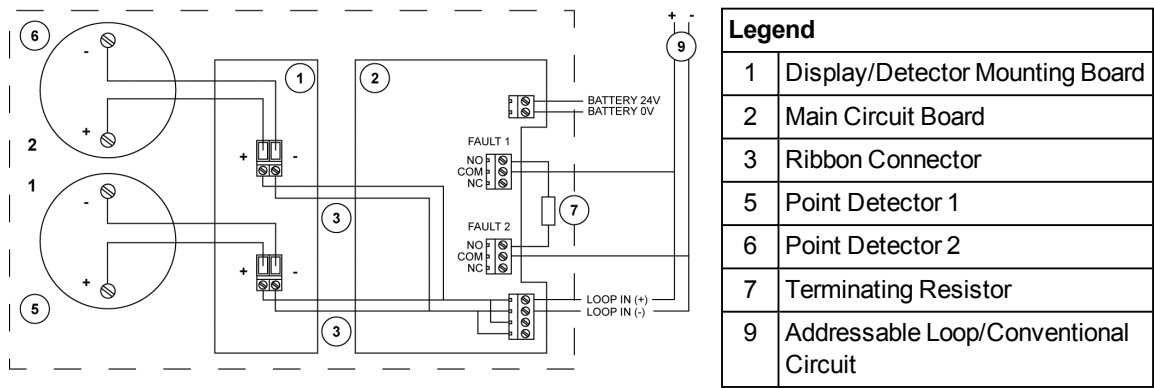 + -
6
9
-
1
2
BATTERY 24V
BATTERY 0V
+
FAULT 1
2
+ -
NO
COM
NC
1
3
7
-
FAULT 2
NO
COM
NC
+ -
+
LOOP IN (+)
LOOP IN (-)
5
3
Legend
1 Display/Detector Mounting Board
2 Main Circuit Board
3 Ribbon Connector
5 Point Detector 1
6 Point Detector 2
7 Terminating Resistor
9 Addressable Loop/Conventional
Circuit